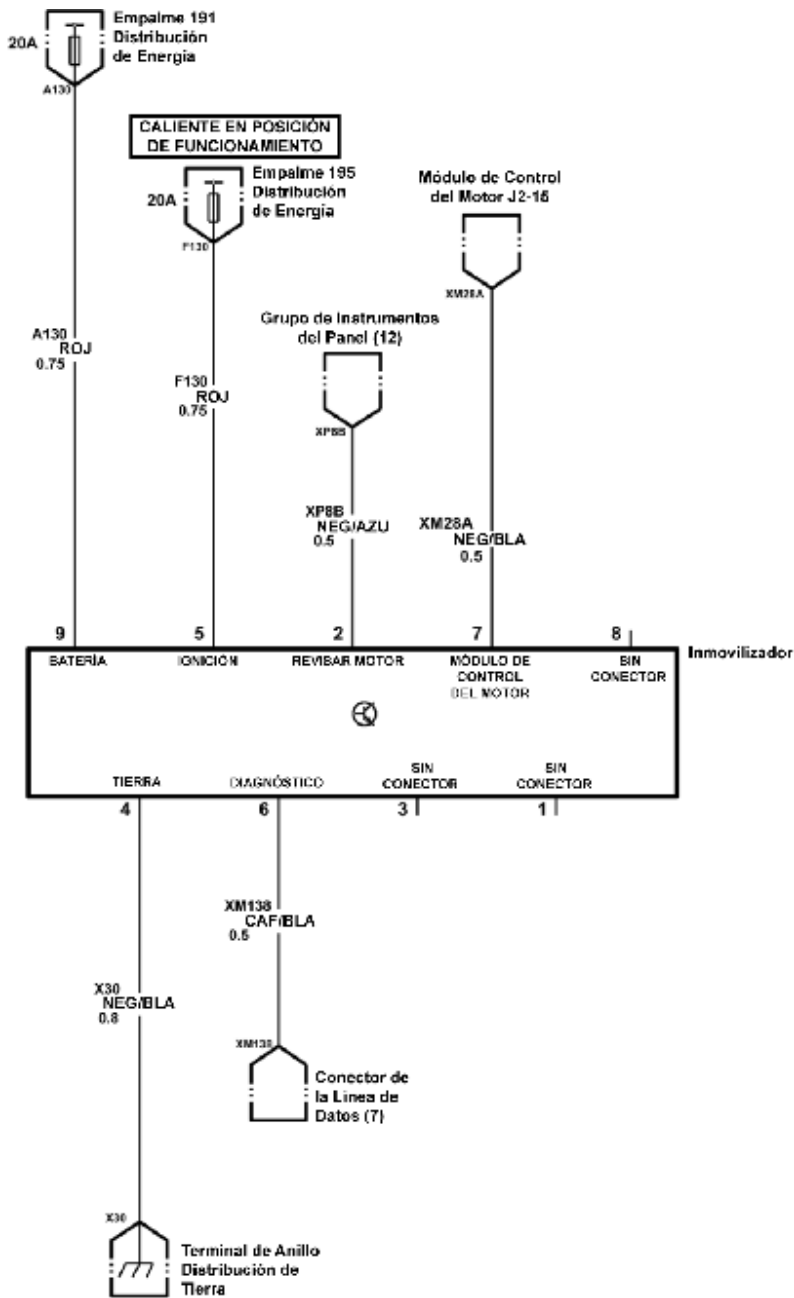 Empalme 191
20A
Distribución
de Energía
A130
CALIENTE EN POSICIÓN
DE FUNCIONAMIENTO
Empalme 195
20A
Distribución
de Energía
F130
Módulo de Control
del Motor J2-15
XM28A
Grupo de Instrumentos
del Panel (12)
XP8B
A130
ROJ
0.75
F130
ROJ
0.75
XP8B
NEG/AZU
0.5
XM28A
NEG/BLA
0.5
9
5
2
7
8
Inmovilizador
BATERÍA
IGNICIÓN
REVISAR MOTOR
MÓDULO DE
CONTROL
DEL MOTOR
SIN
CONECTOR
TIERRA
DIAGNÓSTICO
SIN
CONECTOR
SIN
CONECTOR
4
6
3
1
XM138
CAF/BLA
0.5
X30
NEG/BLA
0.8
XM138
Conector de
la Linea de
Datos (7)
X30
Terminal de Anillo
Distribución de
Tierra